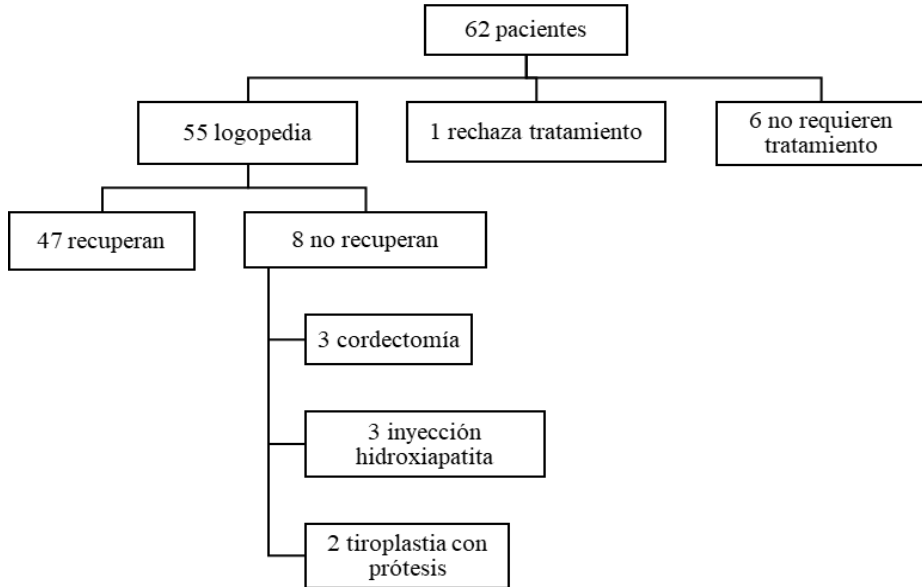 62 pacientes
55 logopedia
1 rechaza tratamiento
6 no requieren
tratamiento
47 recuperan
8 no recuperan
3 cordectomía
3 inyección
hidroxiapatita
2 tiroplastia con
prótesis